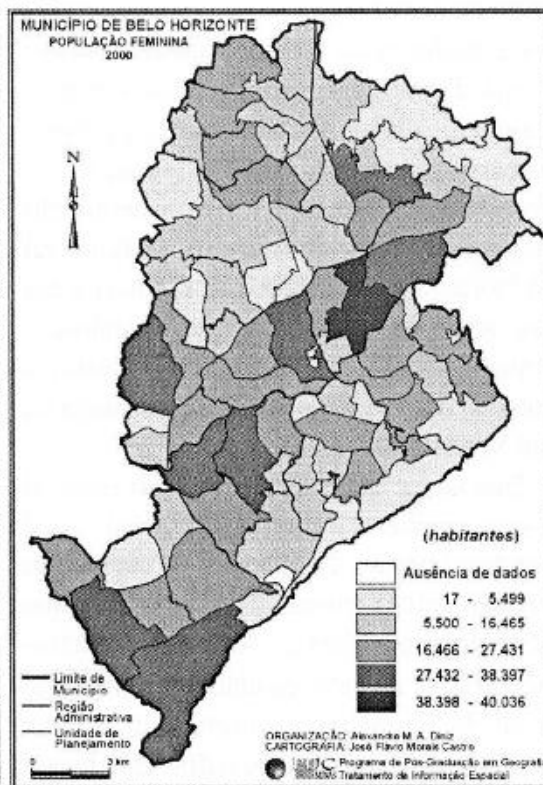 MUNICÍPIO DE BELO HORIZONTE
POPULAÇÃO FEMININA
2000
N
(habitantes)
Ausência de dados
17 - 5.499
5.500 - 16.465
16.466 - 27.431
27.432 - 38.397
38.398 - 40.036
Limite de
Município
Região
Administrativa
Unidade de
Planejamento
0 3 km
ORGANIZAÇÃO: Alexandre M. A. Diniz
CARTOGRAFIA: José Flávio Morais Castro
Programa de Pós-Graduação em Geografia
Tratamento de Informação Espacial